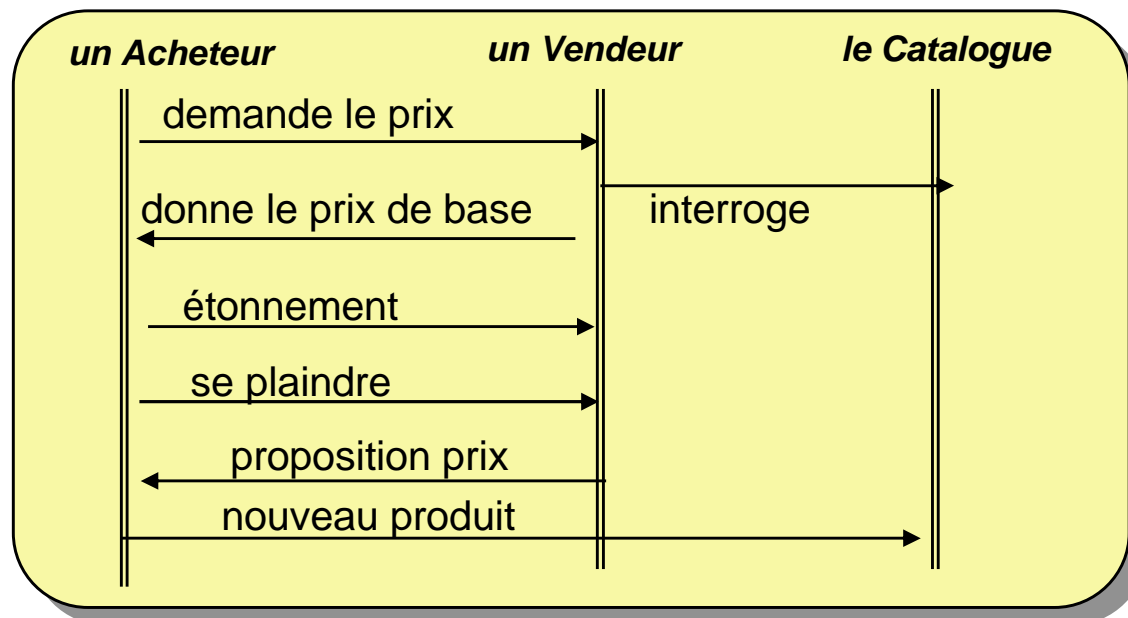 un Acheteur un Vendeur le Catalogue
demande le prix
donne le prix de base interroge
étonnement
se plaindre
proposition prix
nouveau produit